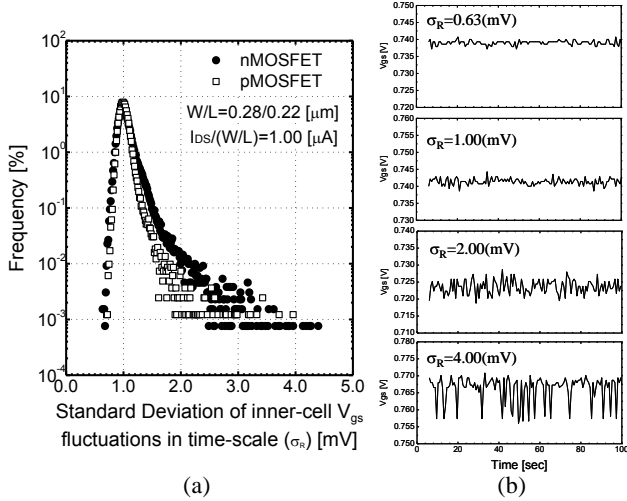 10²
nMOSFET
pMOSFET
10¹
W/L=0.28/0.22 [μm]
I_DS/(W/L)=1.00 [μA]
10⁰
10⁻¹
10⁻²
10⁻³
10⁻⁴
Frequency [%]
0.0 1.0 2.0 3.0 4.0 5.0
Standard Deviation of inner-cell V_gs
fluctuations in time-scale (σ_R) [mV]
(a)
0.750
σ_R=0.63(mV)
0.745
0.740
0.735
0.730
0.725
0.720
Vgs [V]
0.750
0.755
σ_R=1.00(mV)
0.750
0.745
0.740
0.735
0.730
Vgs[V]
0.740
0.735
σ_R=2.00(mV)
0.730
0.725
0.720
0.715
0.710
Vgs[V]
0.780
0.775
σ_R=4.00(mV)
0.770
0.765
0.760
0.755
0.750
Vgs[V]
0 20 40 60 80 100
Time [sec]
(b)